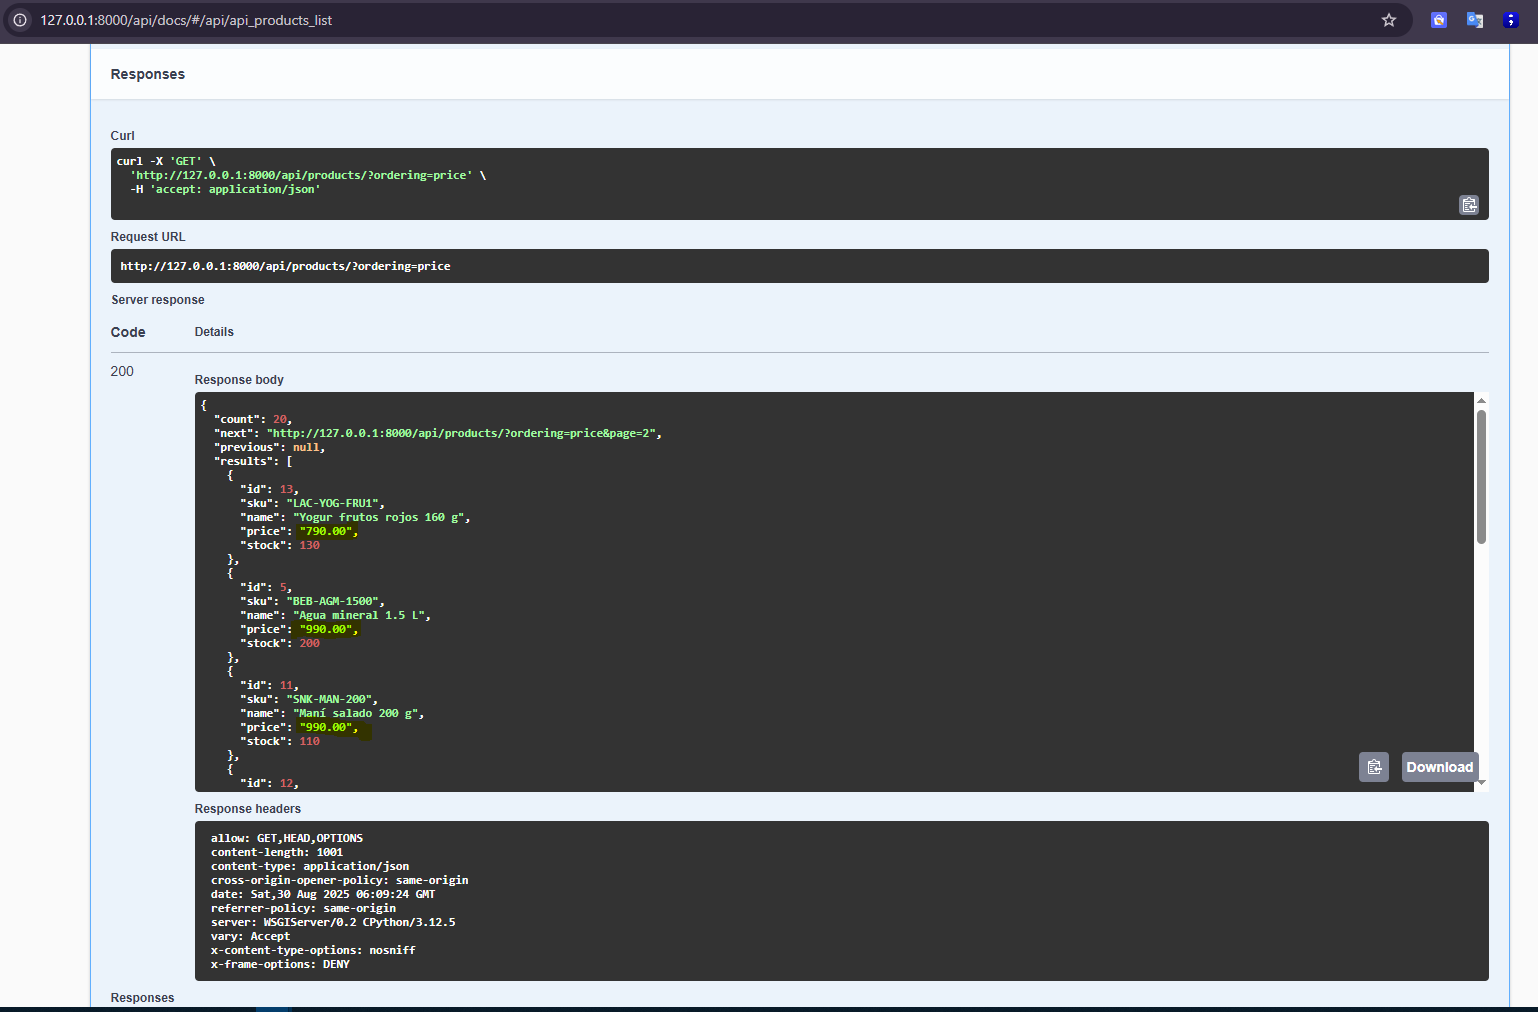 127.0.0.1:8000/api/docs/#/api/api_products_list
Responses
Curl
curl -X 'GET' \
  'http://127.0.0.1:8000/api/products/?ordering=price' \
  -H 'accept: application/json'
Request URL
http://127.0.0.1:8000/api/products/?ordering=price
Server response
Code Details
200
Response body
{
  "count": 20,
  "next": "http://127.0.0.1:8000/api/products/?ordering=price&page=2",
  "previous": null,
  "results": [
    {
      "id": 13,
      "sku": "LAC-YOG-FRU1",
      "name": "Yogur frutos rojos 160 g",
      "price": "790.00",
      "stock": 130
    },
    {
      "id": 5,
      "sku": "BEB-AGM-1500",
      "name": "Agua mineral 1.5 L",
      "price": "990.00",
      "stock": 200
    },
    {
      "id": 11,
      "sku": "SNK-MAN-200",
      "name": "Maní salado 200 g",
      "price": "990.00",
      "stock": 110
    },
    {
      "id": 12,
Download
Response headers
allow: GET,HEAD,OPTIONS
content-length: 1001
content-type: application/json
cross-origin-opener-policy: same-origin
date: Sat,30 Aug 2025 06:09:24 GMT
referrer-policy: same-origin
server: WSGIServer/0.2 CPython/3.12.5
vary: Accept
x-content-type-options: nosniff
x-frame-options: DENY
Responses